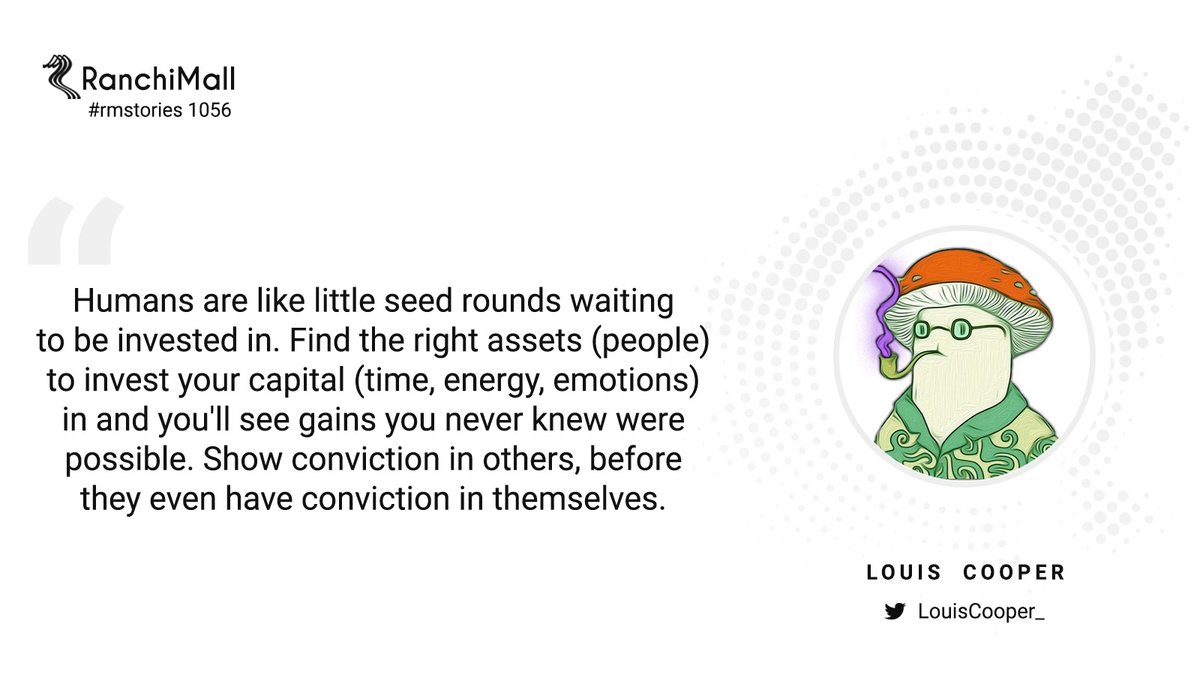 RanchiMall
#rmstories 1056
“
Humans are like little seed rounds waiting
to be invested in. Find the right assets (people)
to invest your capital (time, energy, emotions)
in and you'll see gains you never knew were
possible. Show conviction in others, before
they even have conviction in themselves.
LOUIS COOPER
LouisCooper_